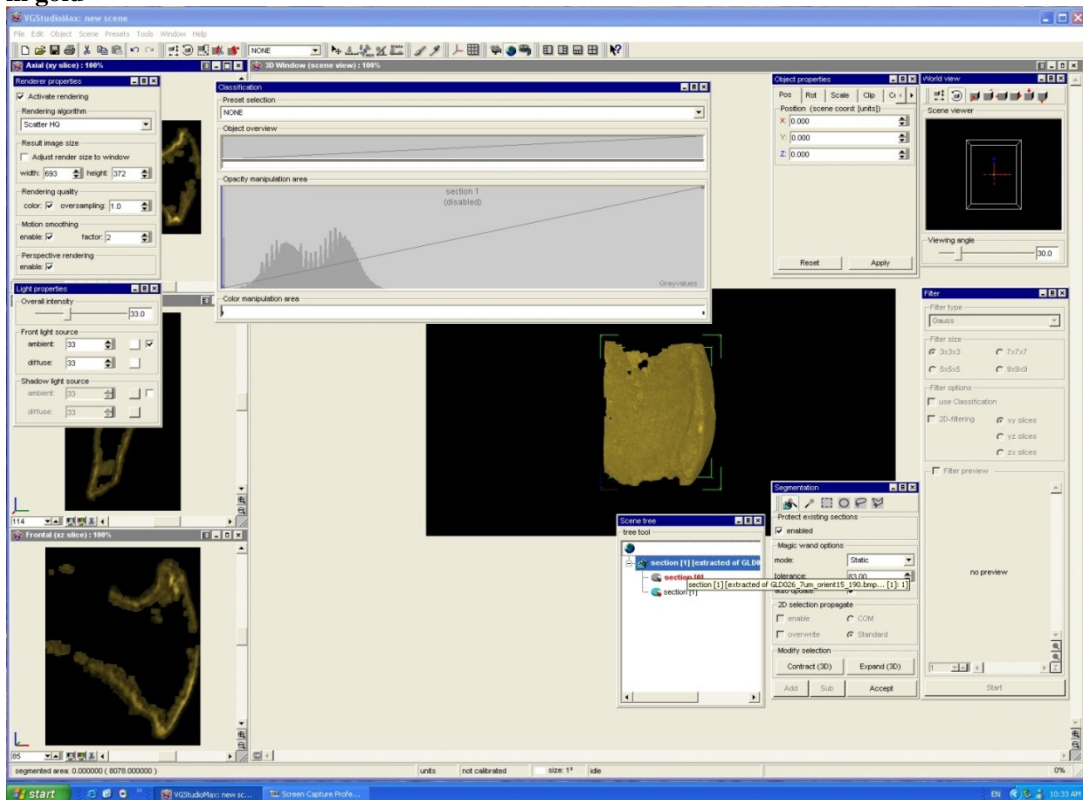 in gold
VGStudioMax: new scene
File Edit Object Scene Presets Tools Window Help
NONE
Axial (xy slice) : 100%
3D Window (scene view) : 100%
Renderer properties
Activate rendering
Rendering algorithm
Scatter HQ
Result image size
Adjust render size to window
width: 693 height: 372
Rendering quality
color: oversampling: 1.0
Motion smoothing
enable: factor: 2
Perspective rendering
enable:
Light properties
Overall intensity
33.0
Front light source
ambient: 33
diffuse: 33
Shadow light source
ambient: 33
diffuse: 33
114
Frontal (xz slice) : 100%
85
Classification
Preset selection
NONE
Object overview
Opacity manipulation area
section 1
(disabled)
Grayvalues
Color manipulation area
Object properties
Pos Rot Scale Clip
Position (scene coord. [units])
X: 0.000
Y: 0.000
Z: 0.000
Reset Apply
World view
Scene viewer
Viewing angle
30.0
Filter
Filter type
Gauss
Filter size
3x3x3 7x7x7
5x5x5 9x9x9
Filter options
use Classification
2D-filtering xy slices
yz slices
zx slices
Filter preview
no preview
1
Start
Scene tree
tree tool
section [1] [extracted of GLD0
section [0]
section [1]
section [1] [extracted of GLD026_7um_orient15_190.bmp... [1]: 1]
Segmentation
Protect existing sections
enabled
Magic wand options
mode: Static
tolerance: 83.00
auto update:
2D selection propagate
enable COM
overwrite Standard
Modify selection
Contract (3D) Expand (3D)
Add Sub Accept
segmented area: 0.000000 ( 8078.000000 )
units not calibrated size: 1³ idle 0%
start
VGStudioMax: new sc...
Screen Capture Profe...
EN 10:33 AM